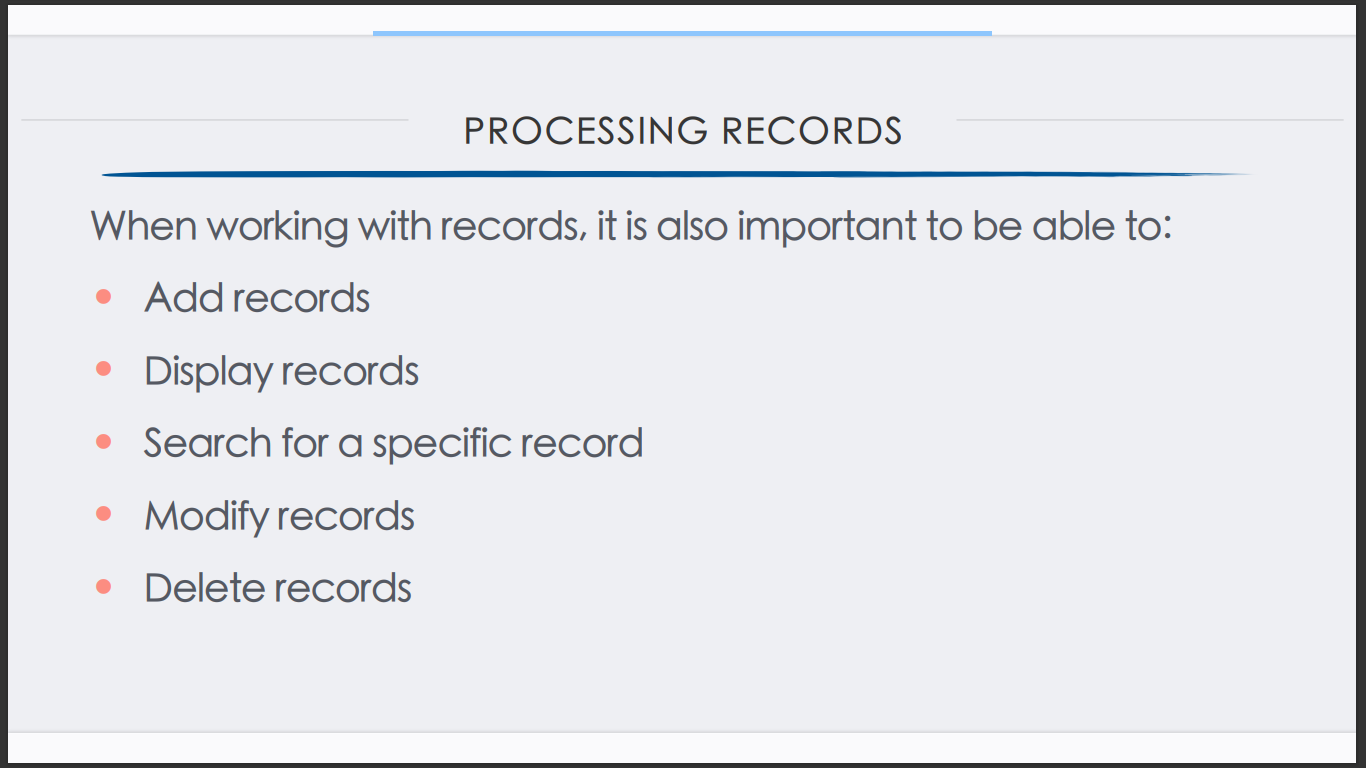 PROCESSING RECORDS
When working with records, it is also important to be able to:
Add records
Display records
Search for a specific record
Modify records
Delete records